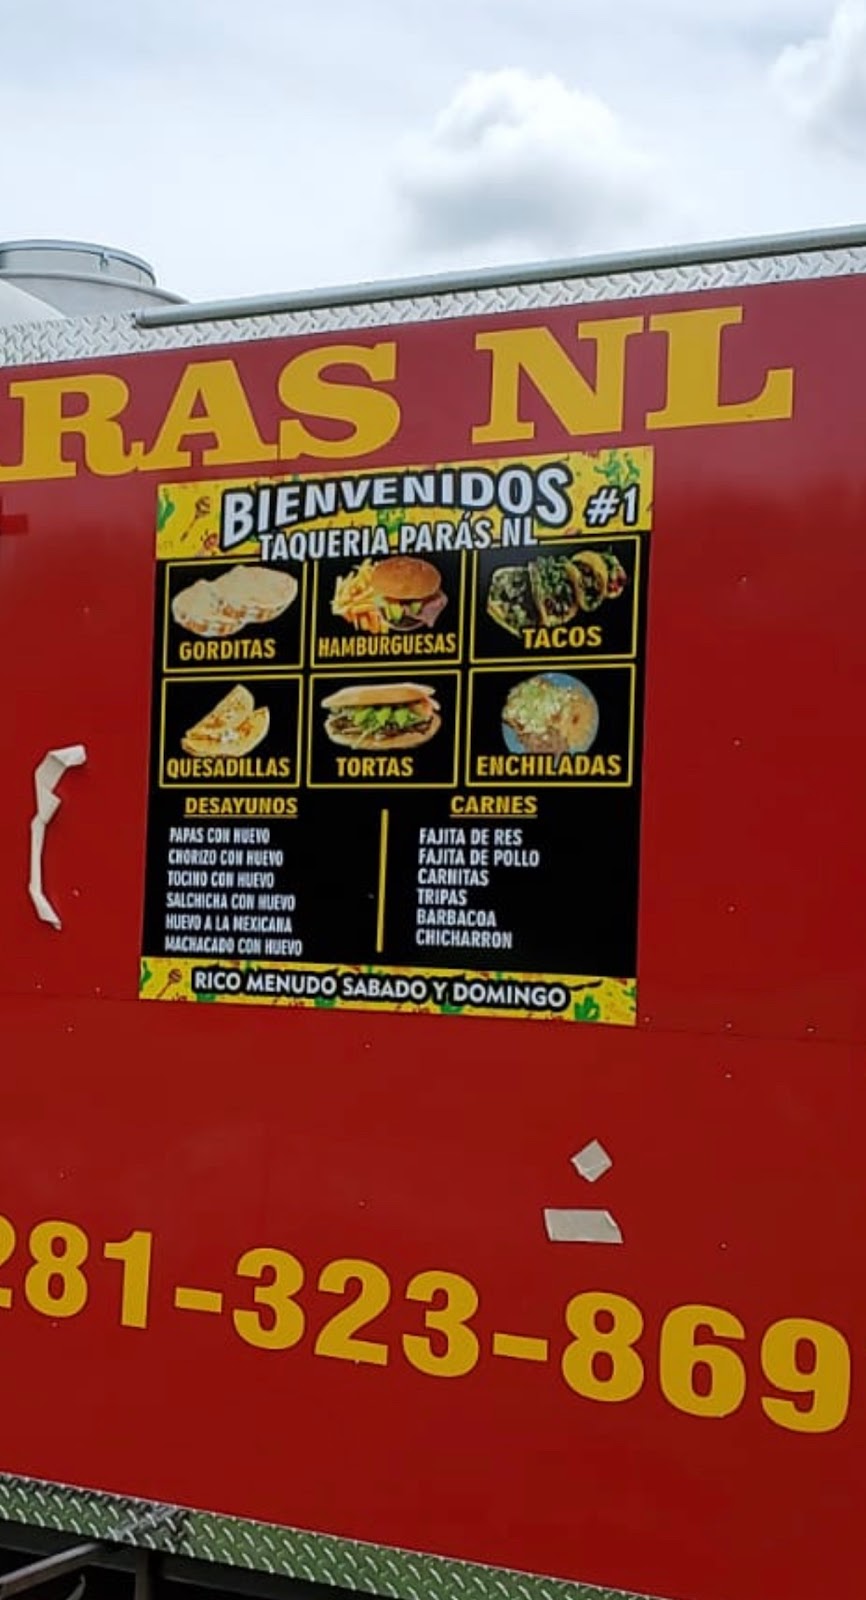 RAS NL
BIENVENIDOS #1
TAQUERIA PARÁS NL
GORDITAS
HAMBURGUESAS
TACOS
QUESADILLAS
TORTAS
ENCHILADAS
DESAYUNOS
PAPAS CON HUEVO
CHORIZO CON HUEVO
TOCINO CON HUEVO
SALCHICHA CON HUEVO
HUEVO A LA MEXICANA
MACHACADO CON HUEVO
CARNES
FAJITA DE RES
FAJITA DE POLLO
CARNITAS
TRIPAS
BARBACOA
CHICHARRON
RICO MENUDO SABADO Y DOMINGO
281-323-869